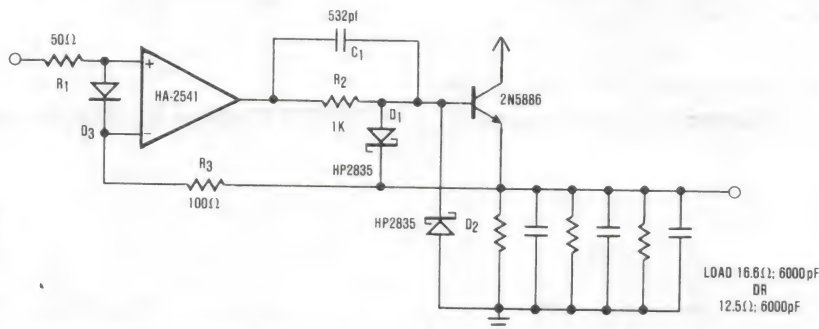 532pf
C1
50Ω
R1
+
HA-2541
−
D3
R2
1K
D1
HP2835
2N5886
R3
100Ω
HP2835
D2
LOAD 16.6Ω; 6000pF
DR
12.5Ω; 6000pF